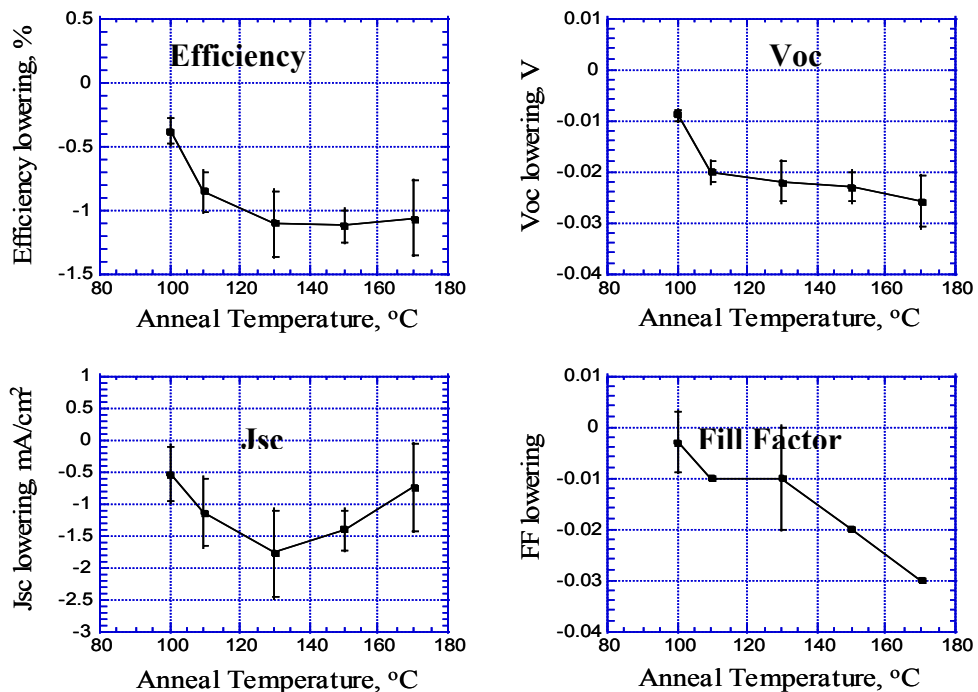 0.5
0
-0.5
-1
-1.5
Efficiency lowering, %
Efficiency
80 100 120 140 160 180
Anneal Temperature, °C
-0.01
0
-0.01
-0.02
-0.03
-0.04
Voc lowering, V
Voc
80 100 120 140 160 180
Anneal Temperature, °C
1
0.5
0
-0.5
-1
-1.5
-2
-2.5
-3
Jsc lowering mA/cm²
Jsc
80 100 120 140 160 180
Anneal Temperature, °C
0.01
0
-0.01
-0.02
-0.03
-0.04
FF lowering
Fill Factor
80 100 120 140 160 180
Anneal Temperature, °C